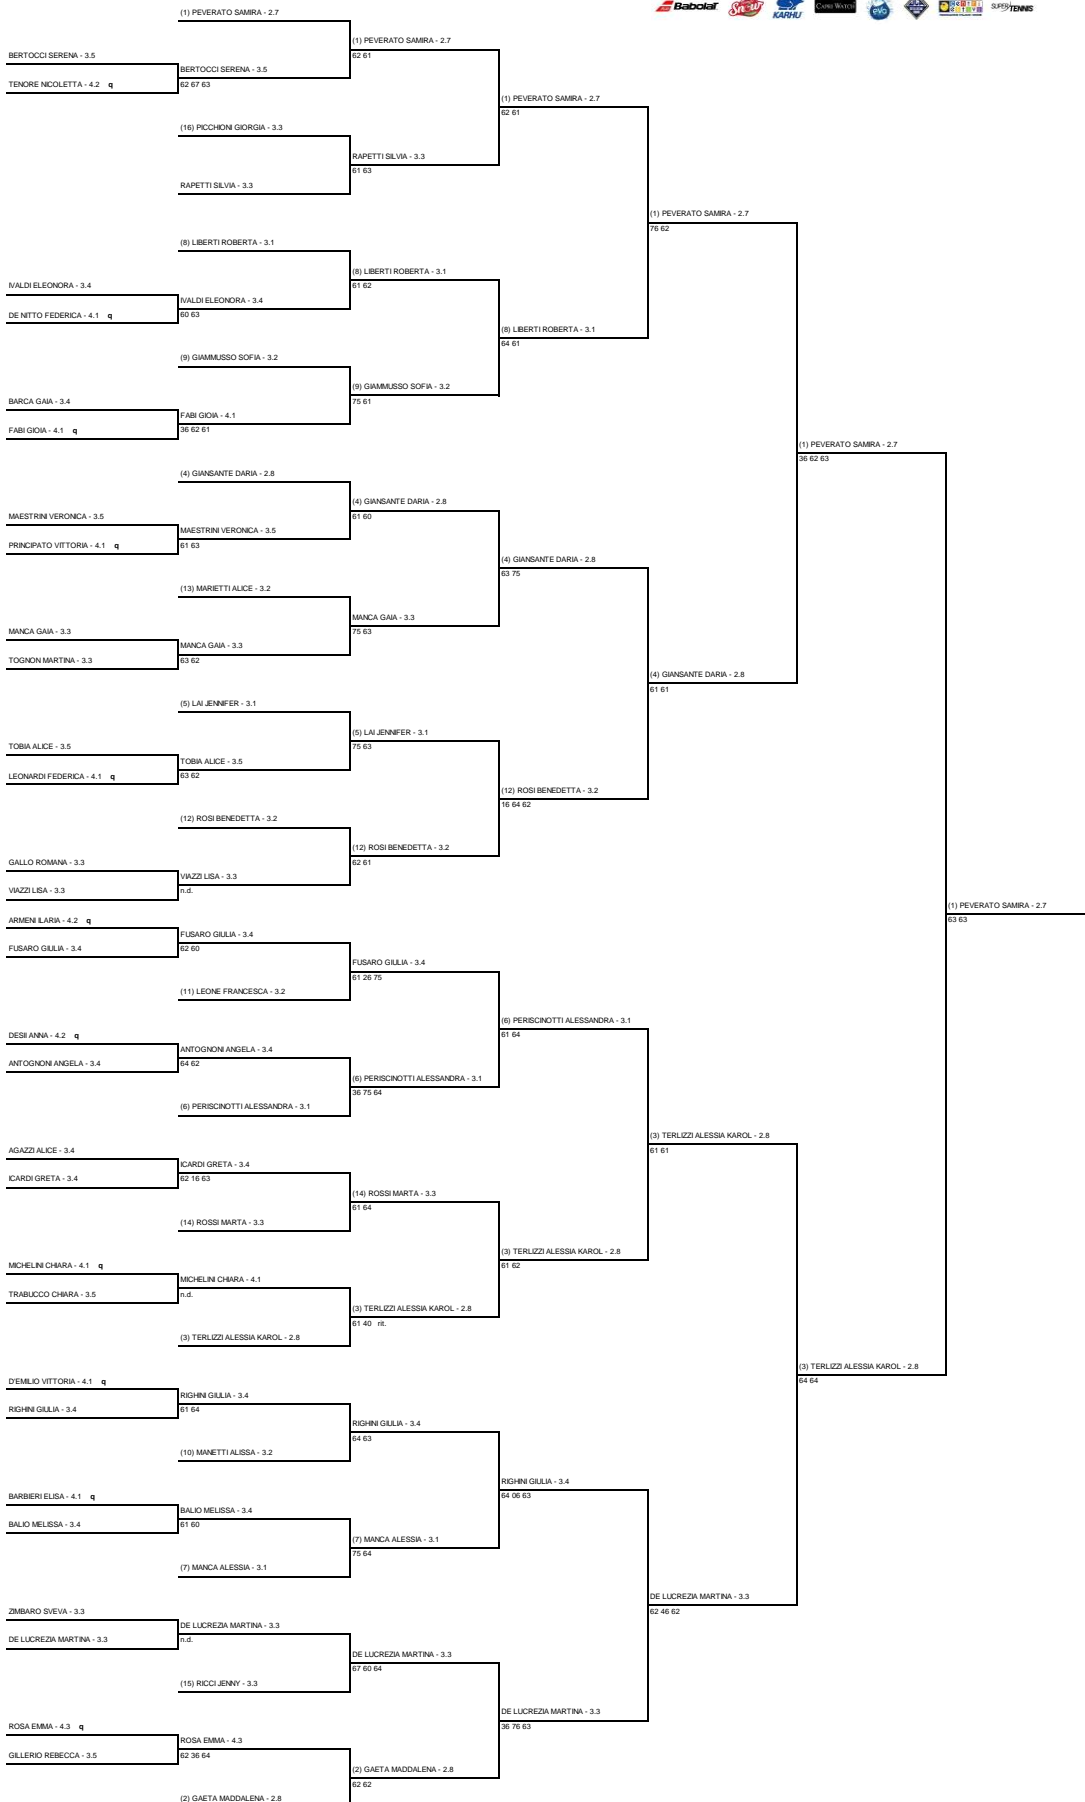 Babolat
KARHU
CAPRI WATCH
eye
SUPER TENNIS
(1) PEVERATO SAMIRA - 2.7
(1) PEVERATO SAMIRA - 2.7
BERTOCCI SERENA - 3.5
62 61
BERTOCCI SERENA - 3.5
TENORE NICOLETTA - 4.2 q
62 67 63
(1) PEVERATO SAMIRA - 2.7
62 61
(16) PICCHIONI GIORGIA - 3.3
RAPETTI SILVIA - 3.3
61 63
RAPETTI SILVIA - 3.3
(1) PEVERATO SAMIRA - 2.7
76 62
(8) LIBERTI ROBERTA - 3.1
(8) LIBERTI ROBERTA - 3.1
61 62
IVALDI ELEONORA - 3.4
IVALDI ELEONORA - 3.4
DE NITTO FEDERICA - 4.1 q
60 63
(8) LIBERTI ROBERTA - 3.1
64 61
(9) GIAMMUSSO SOFIA - 3.2
(9) GIAMMUSSO SOFIA - 3.2
75 61
BARCA GAIA - 3.4
FABI GIOIA - 4.1
FABI GIOIA - 4.1 q
36 62 61
(1) PEVERATO SAMIRA - 2.7
36 62 63
(4) GIANSANTE DARIA - 2.8
(4) GIANSANTE DARIA - 2.8
61 60
MAESTRINI VERONICA - 3.5
MAESTRINI VERONICA - 3.5
PRINCIPATO VITTORIA - 4.1 q
61 63
(4) GIANSANTE DARIA - 2.8
63 75
(13) MARIETTI ALICE - 3.2
MANCA GAIA - 3.3
75 63
MANCA GAIA - 3.3
MANCA GAIA - 3.3
TOGNON MARTINA - 3.3
63 62
(4) GIANSANTE DARIA - 2.8
61 61
(5) LAI JENNIFER - 3.1
(5) LAI JENNIFER - 3.1
75 63
TOBIA ALICE - 3.5
TOBIA ALICE - 3.5
LEONARDI FEDERICA - 4.1 q
63 62
(12) ROSI BENEDETTA - 3.2
16 64 62
(12) ROSI BENEDETTA - 3.2
(12) ROSI BENEDETTA - 3.2
62 61
GALLO ROMANA - 3.3
VIAZZI LISA - 3.3
VIAZZI LISA - 3.3
n.d.
(1) PEVERATO SAMIRA - 2.7
63 63
ARMENI ILARIA - 4.2 q
FUSARO GIULIA - 3.4
FUSARO GIULIA - 3.4
62 60
FUSARO GIULIA - 3.4
61 26 75
(11) LEONE FRANCESCA - 3.2
(6) PERISCINOTTI ALESSANDRA - 3.1
61 64
DESII ANNA - 4.2 q
ANTOGNONI ANGELA - 3.4
ANTOGNONI ANGELA - 3.4
64 62
(6) PERISCINOTTI ALESSANDRA - 3.1
36 75 64
(6) PERISCINOTTI ALESSANDRA - 3.1
(3) TERLIZZI ALESSIA KAROL - 2.8
61 61
AGAZZI ALICE - 3.4
ICARDI GRETA - 3.4
ICARDI GRETA - 3.4
62 16 63
(14) ROSSI MARTA - 3.3
61 64
(14) ROSSI MARTA - 3.3
(3) TERLIZZI ALESSIA KAROL - 2.8
61 62
MICHELINI CHIARA - 4.1 q
MICHELINI CHIARA - 4.1
TRABUCCO CHIARA - 3.5
n.d.
(3) TERLIZZI ALESSIA KAROL - 2.8
61 40 rit.
(3) TERLIZZI ALESSIA KAROL - 2.8
(3) TERLIZZI ALESSIA KAROL - 2.8
64 64
D'EMILIO VITTORIA - 4.1 q
RIGHINI GIULIA - 3.4
RIGHINI GIULIA - 3.4
61 64
RIGHINI GIULIA - 3.4
64 63
(10) MANETTI ALISSA - 3.2
RIGHINI GIULIA - 3.4
64 06 63
BARBIERI ELISA - 4.1 q
BALIO MELISSA - 3.4
BALIO MELISSA - 3.4
61 60
(7) MANCA ALESSIA - 3.1
75 64
(7) MANCA ALESSIA - 3.1
DE LUCREZIA MARTINA - 3.3
62 46 62
ZIMBARO SVEVA - 3.3
DE LUCREZIA MARTINA - 3.3
DE LUCREZIA MARTINA - 3.3
n.d.
DE LUCREZIA MARTINA - 3.3
67 60 64
(15) RICCI JENNY - 3.3
DE LUCREZIA MARTINA - 3.3
36 76 63
ROSA EMMA - 4.3 q
ROSA EMMA - 4.3
GILLERIO REBECCA - 3.5
62 36 64
(2) GAETA MADDALENA - 2.8
62 62
(2) GAETA MADDALENA - 2.8